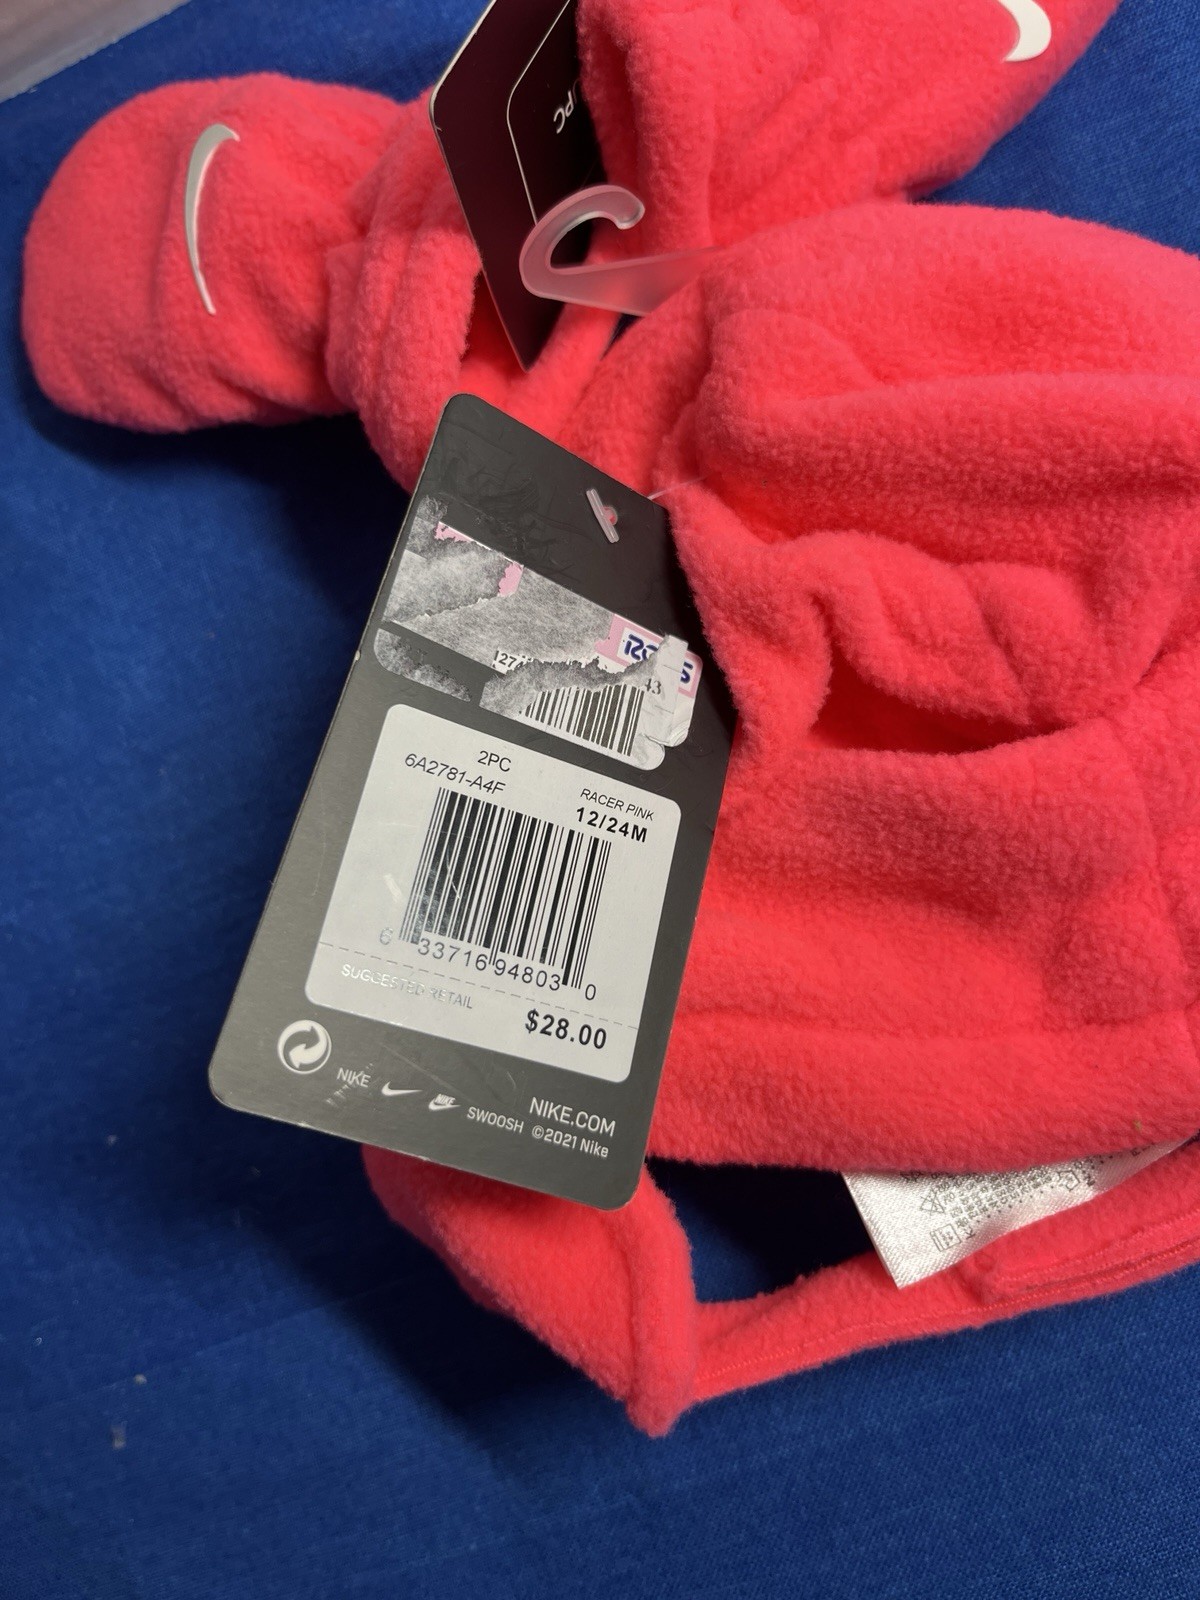 2PC
6A2781-A4F
RACER PINK
12/24M
6 33716 94803 0
SUGGESTED RETAIL
$28.00
NIKE
NIKE
SWOOSH
NIKE.COM
©2021 Nike